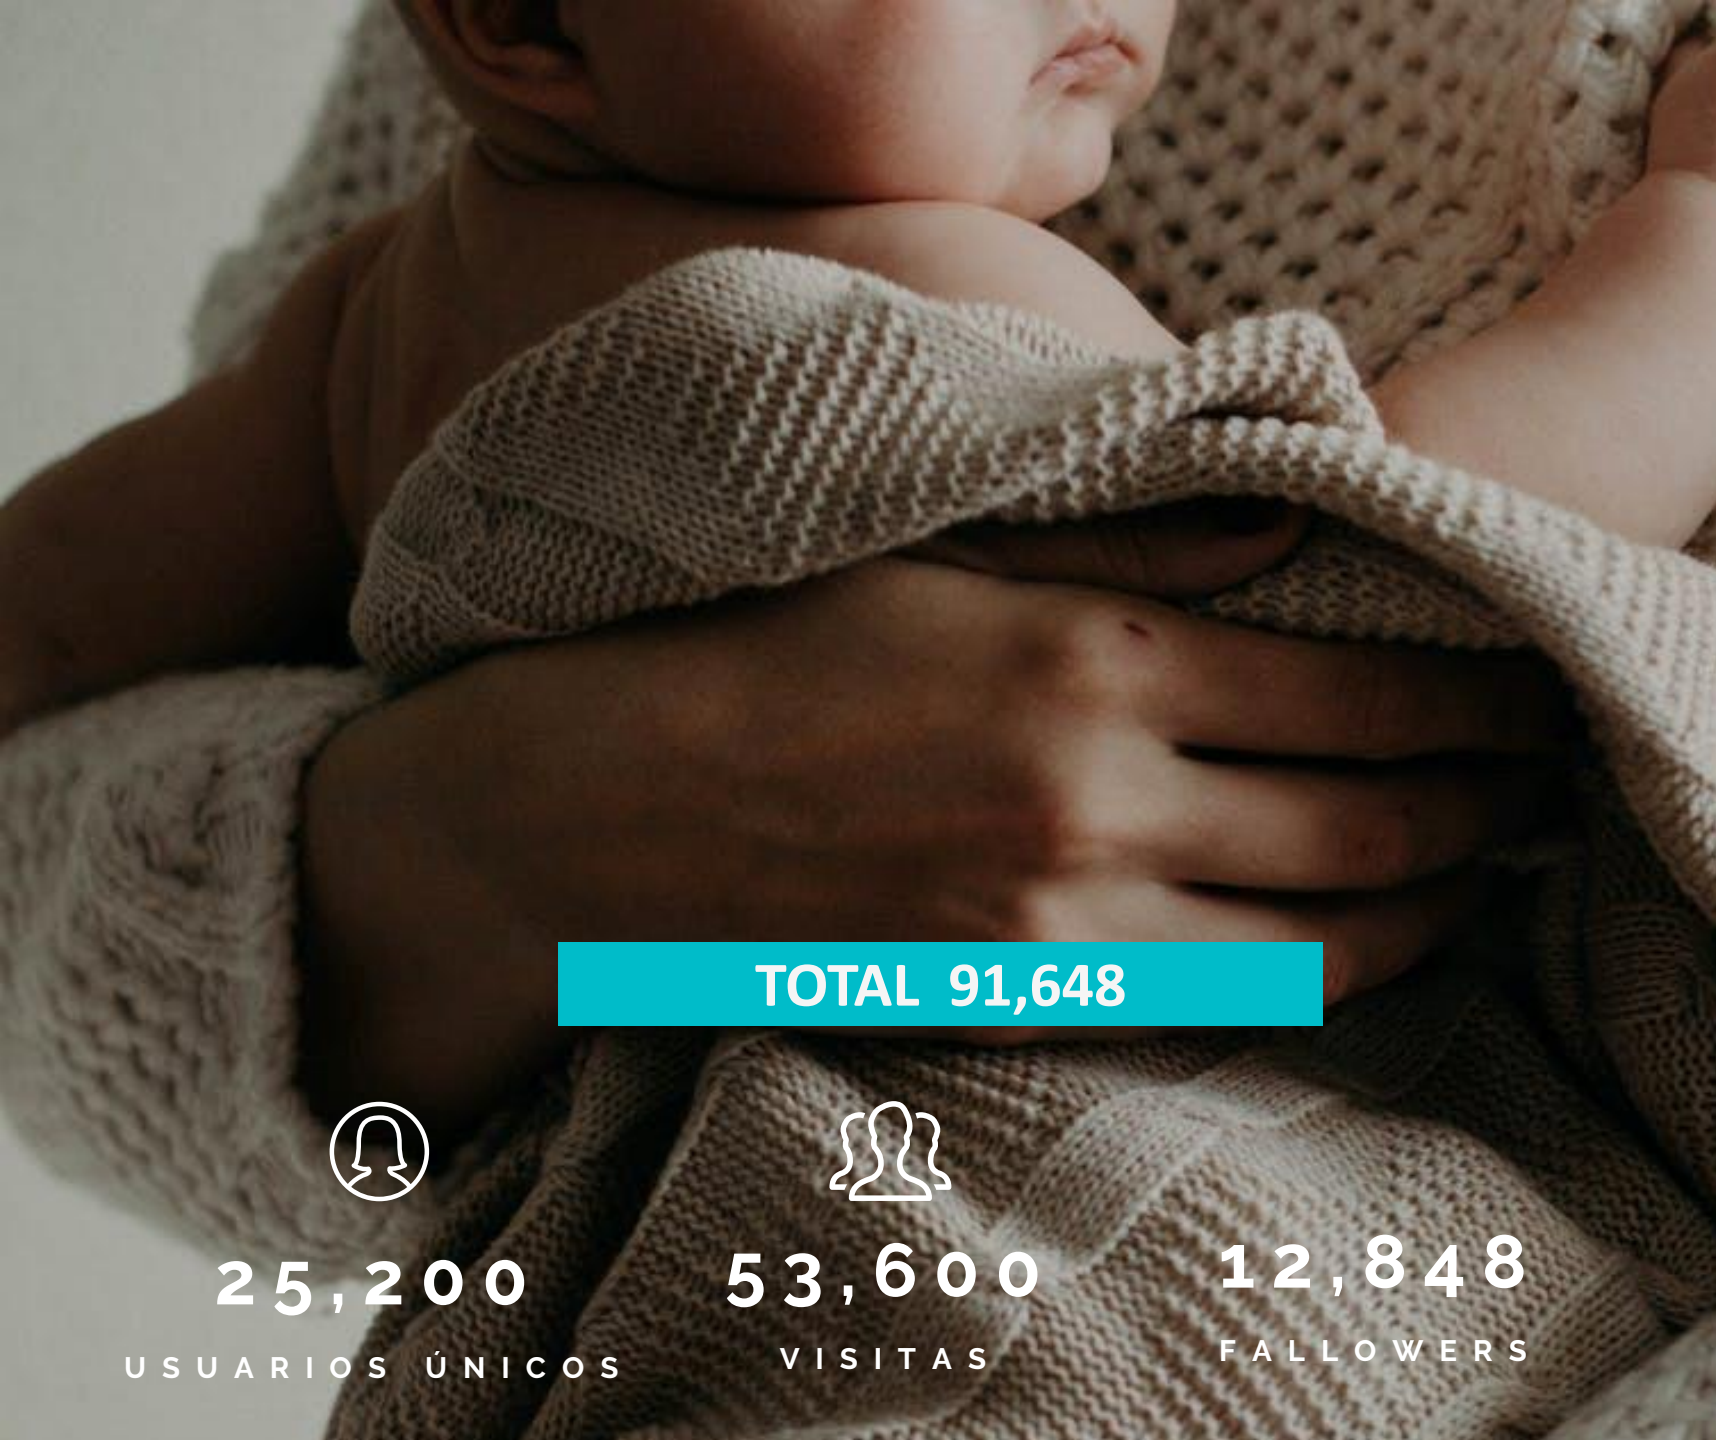 TOTAL 91,648
25,200
USUARIOS ÚNICOS
53,600
VISITAS
12,848
FALLOWERS